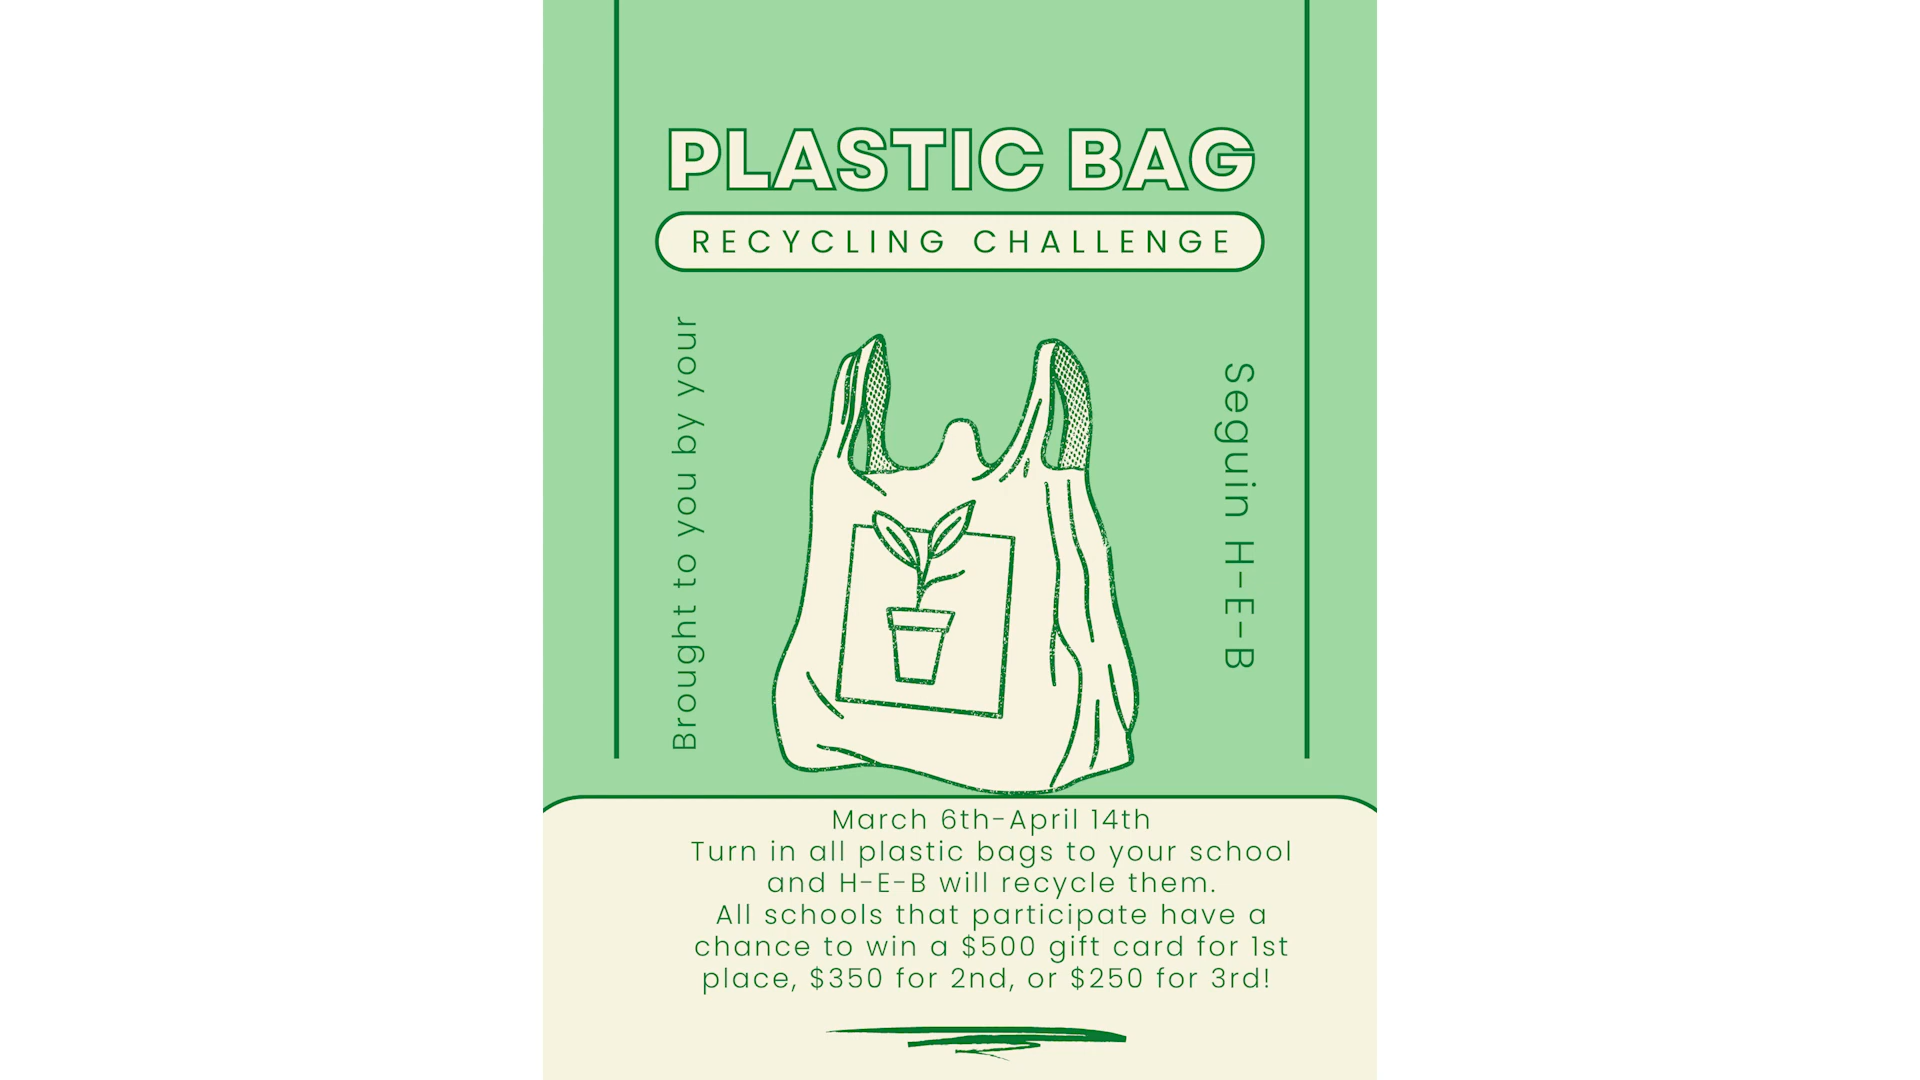 PLASTIC BAG
RECYCLING CHALLENGE
Brought to you by your
Seguin H-E-B
March 6th-April 14th
Turn in all plastic bags to your school
and H-E-B will recycle them.
All schools that participate have a
chance to win a $500 gift card for 1st
place, $350 for 2nd, or $250 for 3rd!